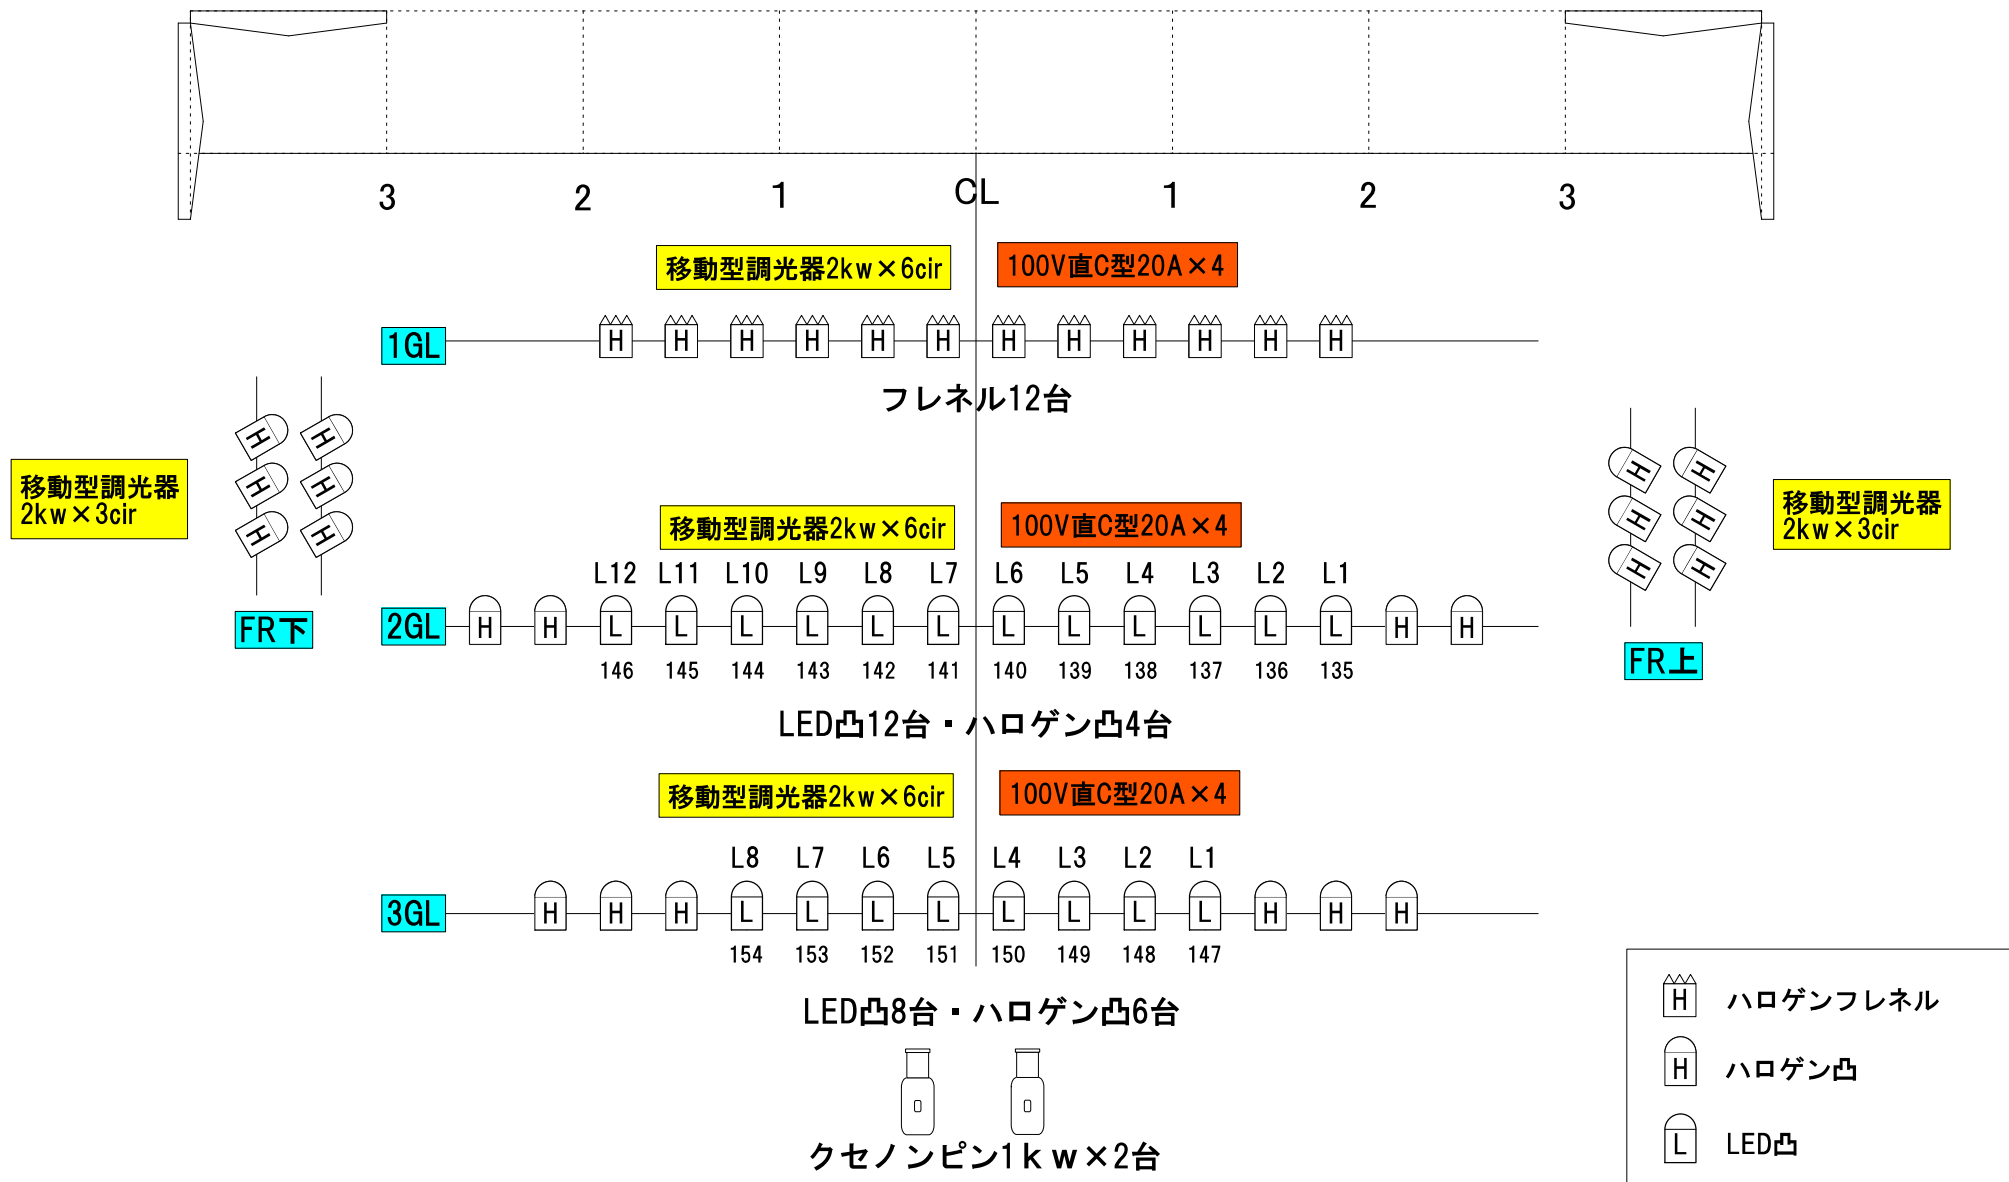 3 2 1 CL 1 2 3
移動型調光器2kw×6cir 100V直C型20A×4
1GL H H H H H H H H H H H H
フレネル12台
移動型調光器
2kw×3cir
H H
H H
H H
FR下
移動型調光器2kw×6cir 100V直C型20A×4
L12 L11 L10 L9 L8 L7 L6 L5 L4 L3 L2 L1
2GL H H L L L L L L L L L L L L H H
146 145 144 143 142 141 140 139 138 137 136 135
LED凸12台・ハロゲン凸4台
H H
H H
H H
FR上
移動型調光器
2kw×3cir
移動型調光器2kw×6cir 100V直C型20A×4
L8 L7 L6 L5 L4 L3 L2 L1
3GL H H H L L L L L L L L H H H
154 153 152 151 150 149 148 147
LED凸8台・ハロゲン凸6台
クセノンピン1kw×2台
H ハロゲンフレネル
H ハロゲン凸
L LED凸